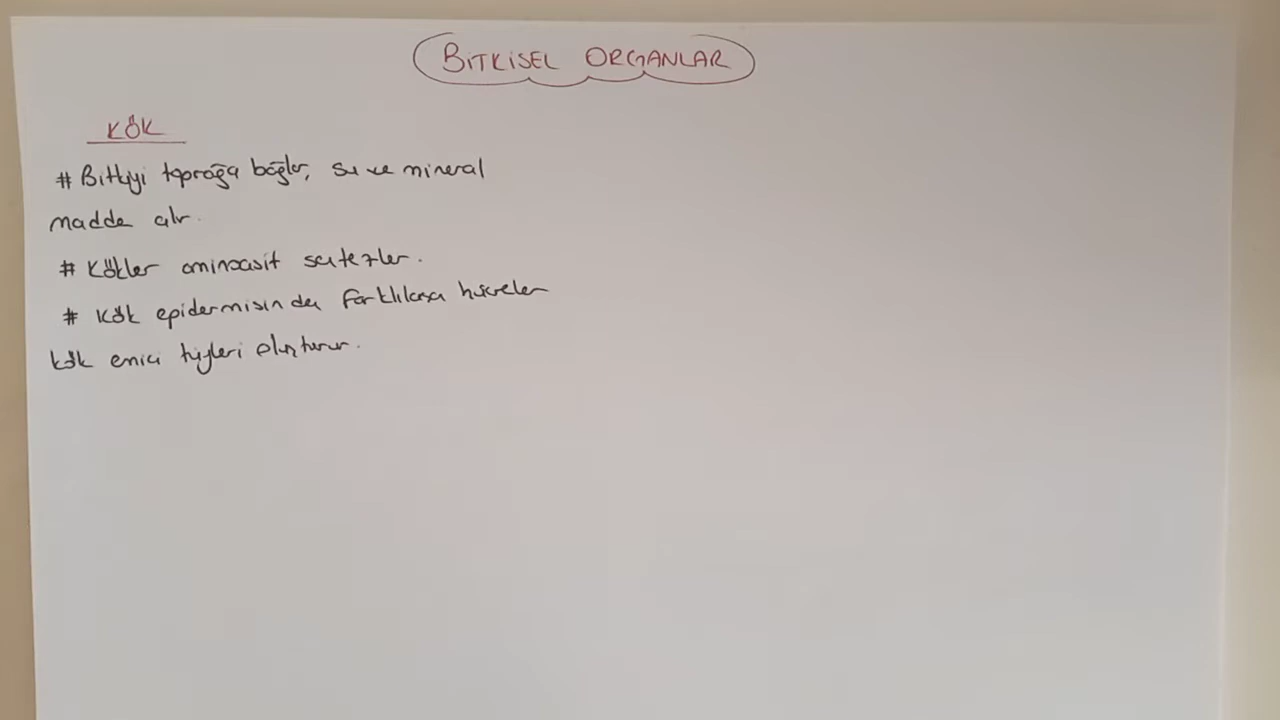 BİTKİSEL ORGANLAR
KÖK
# Bitkiyi toprağa bağlar, su ve mineral
madde alır.
# Kökler aminoasit sentezler.
# Kök epidermisinden farklılaşan hücreler
kök emici tüyleri oluşturur.